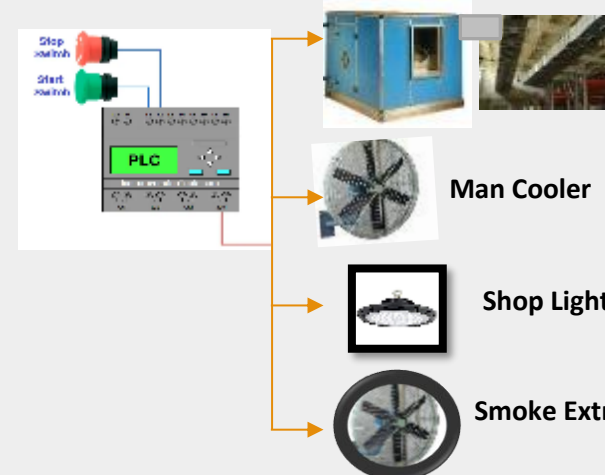 Stop
switch
Start
switch
PLC
Man Cooler
Shop Light
Smoke Extr